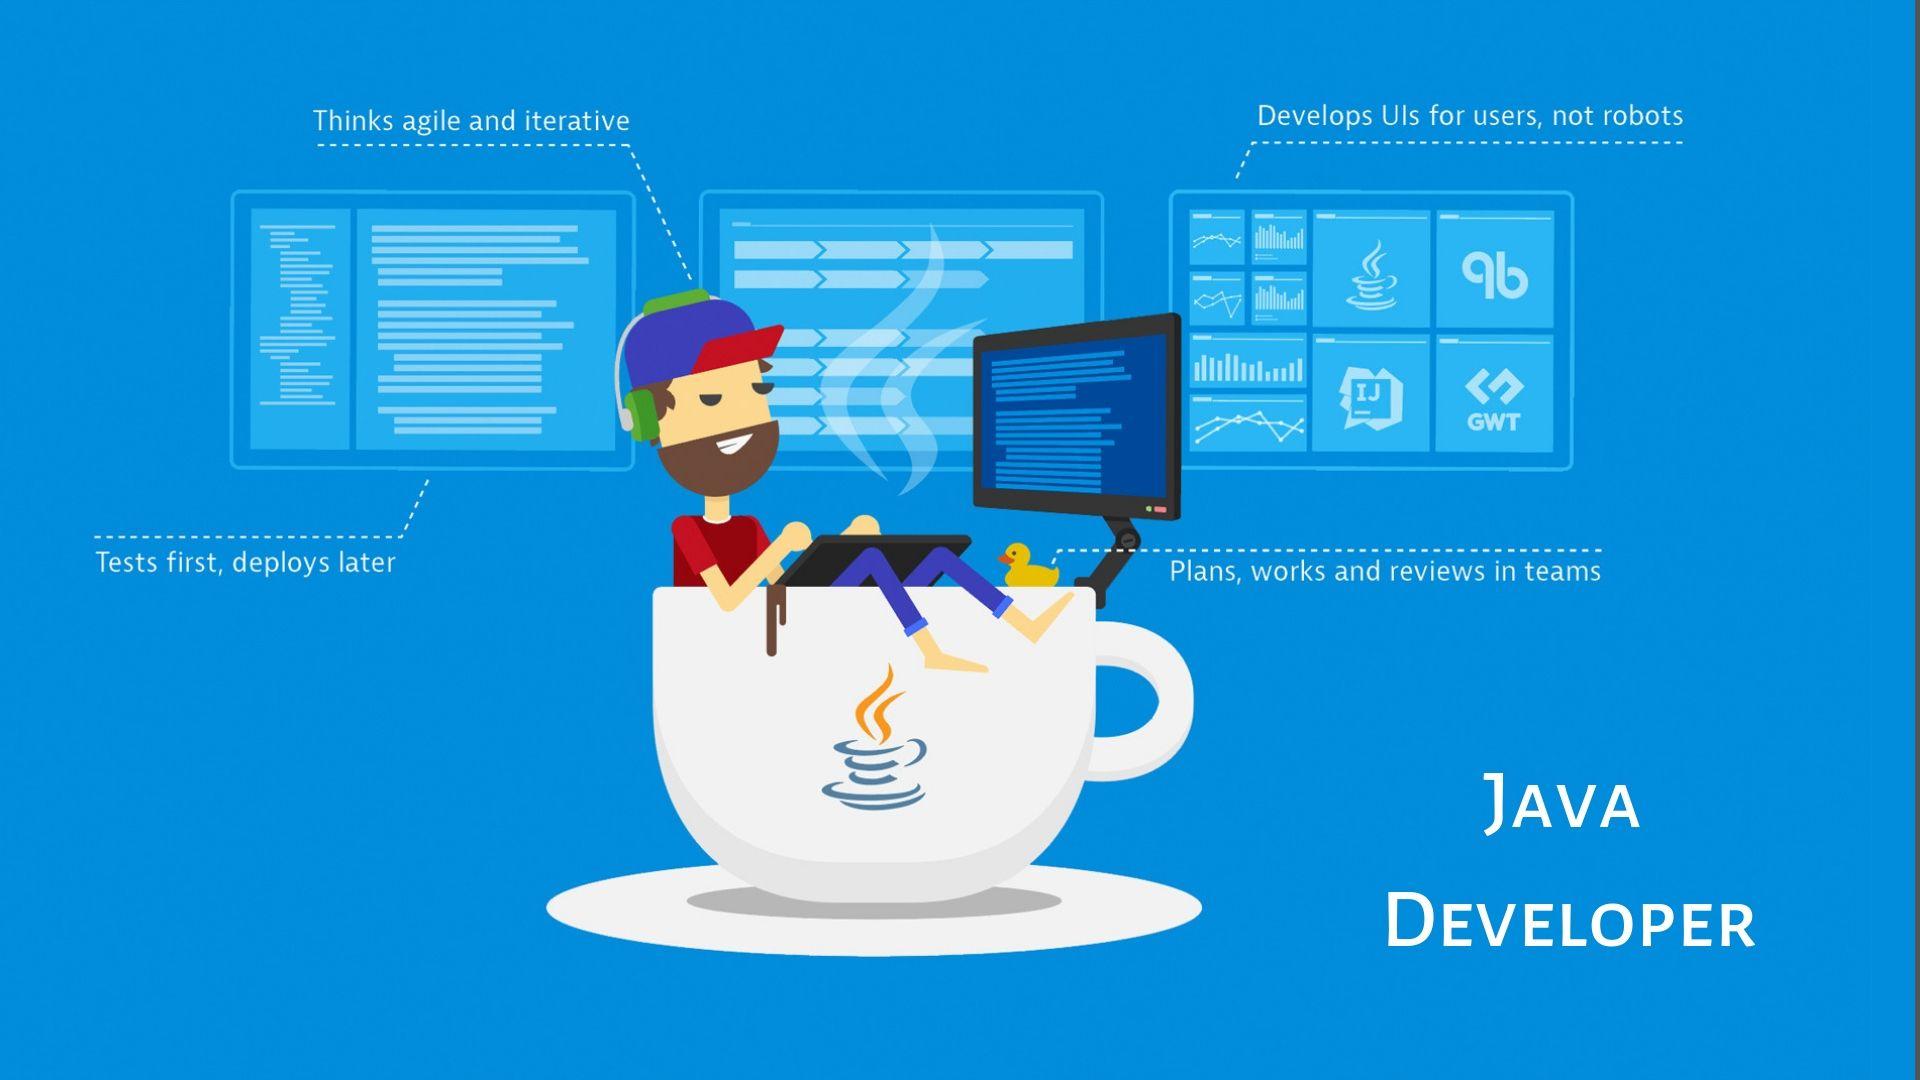 Thinks agile and iterative
Develops UIs for users, not robots
qb
IJ
GWT
Tests first, deploys later
Plans, works and reviews in teams
Java
Developer